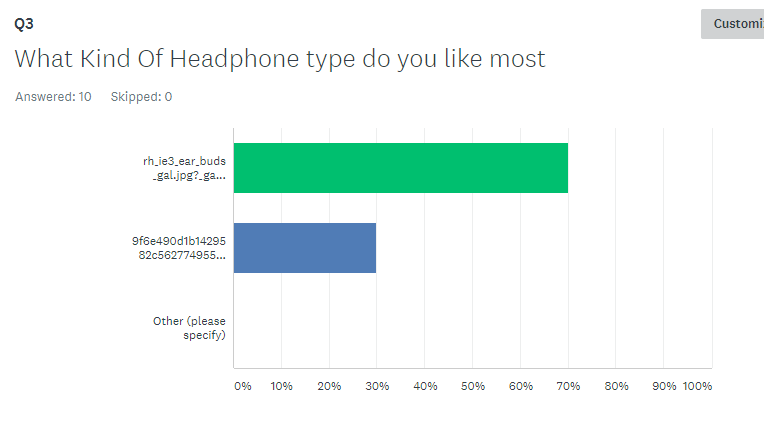 Q3
Customi
What Kind Of Headphone type do you like most
Answered: 10 Skipped: 0
rh_ie3_ear_buds
_gal.jpg?_ga...
9f6e490d1b14295
82c562774955...
Other (please
specify)
0% 10% 20% 30% 40% 50% 60% 70% 80% 90% 100%